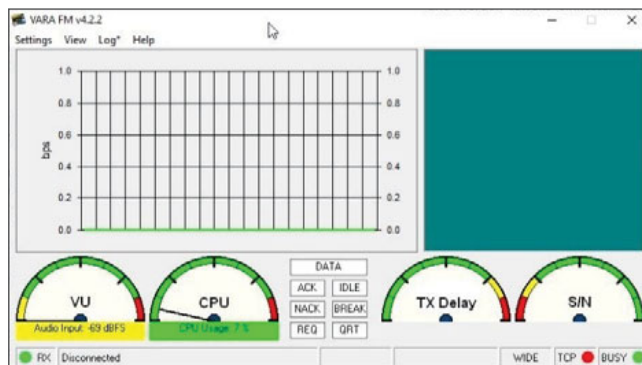 VARA FM v4.2.2
Settings View Log* Help
1.0 1.0
0.8 0.8
0.6 0.6
bps
0.4 0.4
0.2 0.2
0.0 0.0
DATA
ACK IDLE
NACK BREAK
REQ QRT
VU
CPU
TX Delay
S/N
Audio Input: -69 dBFS
CPU Usage: 7 %
RX Disconnected WIDE TCP BUSY